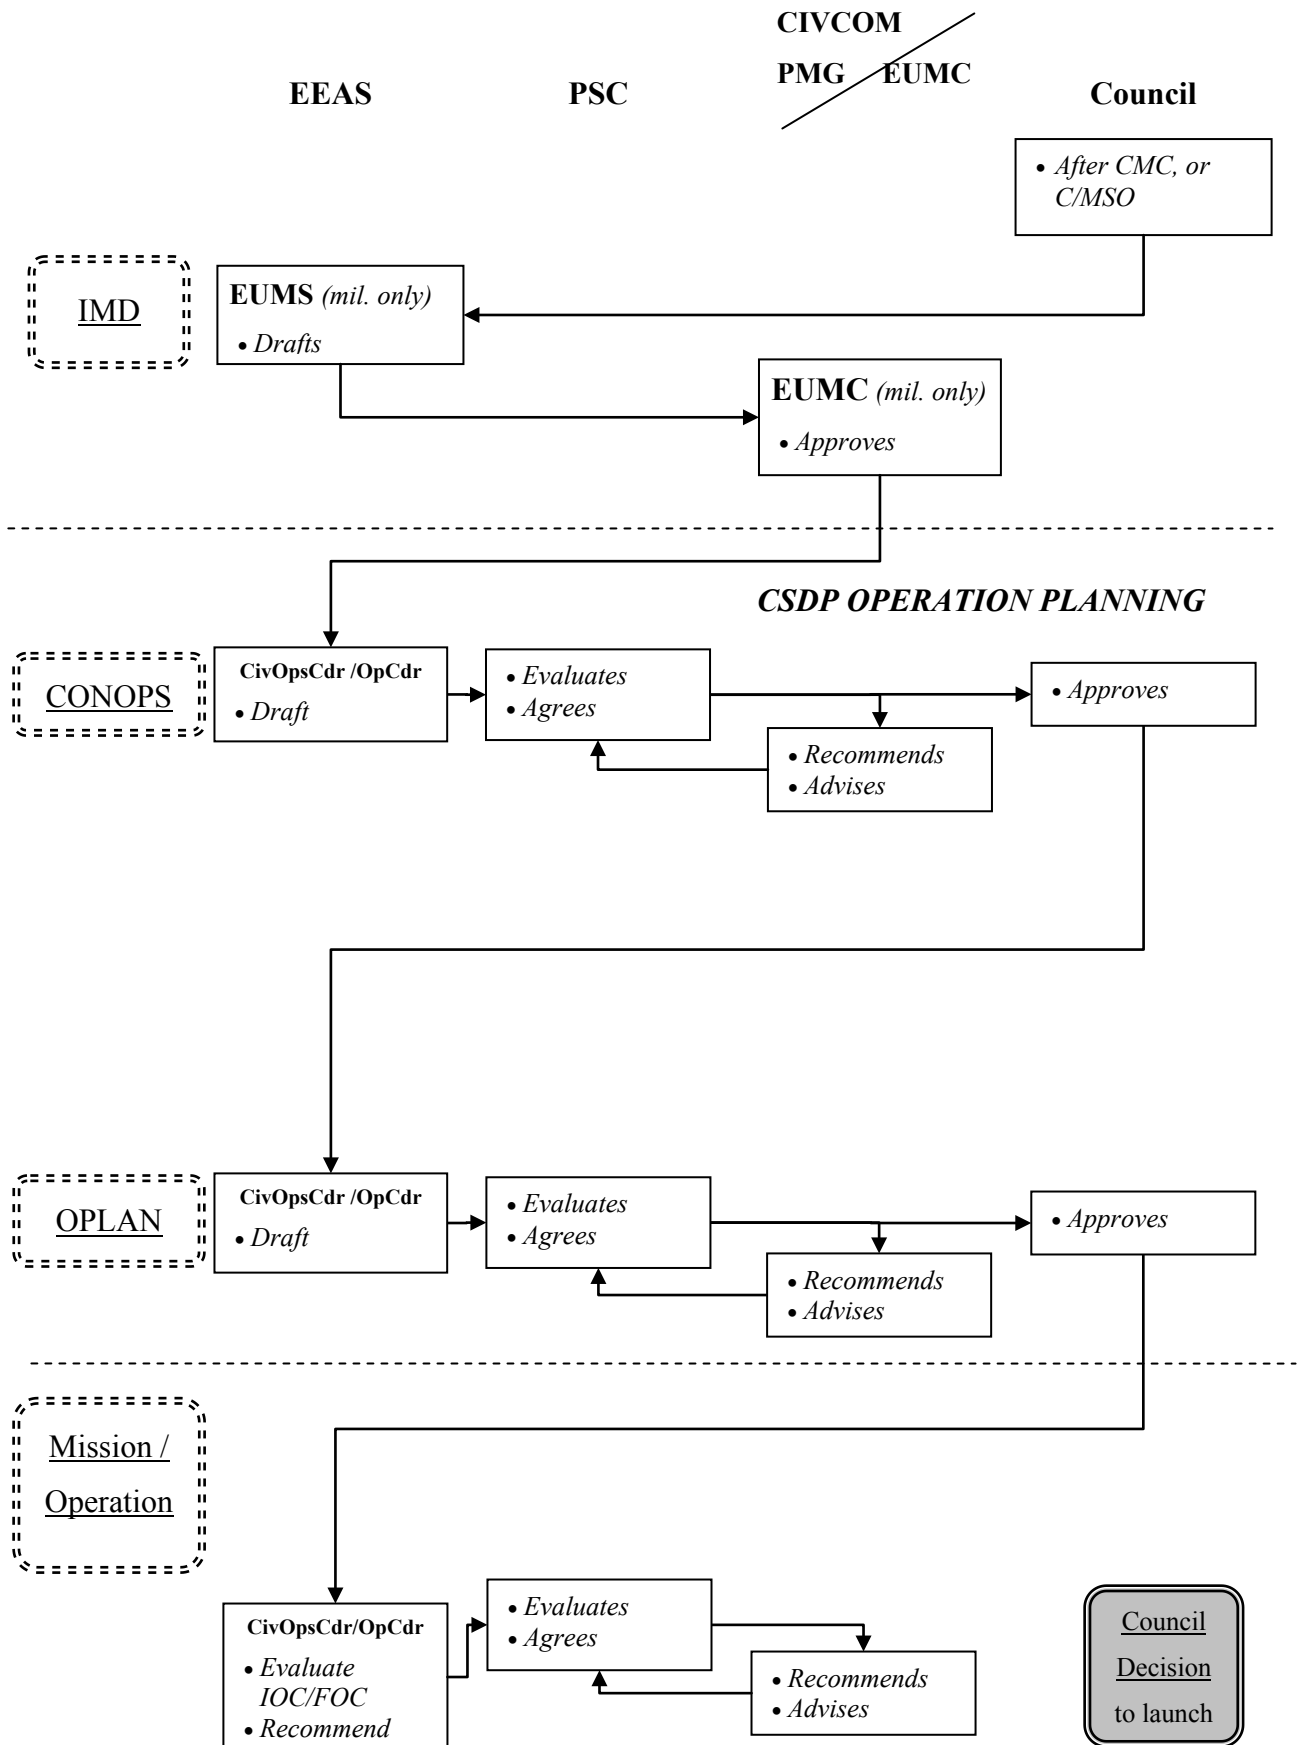 CIVCOM
PMG EUMC
EEAS PSC Council
• After CMC, or
C/MSO
IMD
EUMS (mil. only)
• Drafts
EUMC (mil. only)
• Approves
CSDP OPERATION PLANNING
CONOPS
CivOpsCdr /OpCdr
• Draft
• Evaluates
• Agrees
• Approves
• Recommends
• Advises
OPLAN
CivOpsCdr /OpCdr
• Draft
• Evaluates
• Agrees
• Approves
• Recommends
• Advises
Mission /
Operation
CivOpsCdr/OpCdr
• Evaluate
IOC/FOC
• Recommend
• Evaluates
• Agrees
• Recommends
• Advises
Council
Decision
to launch